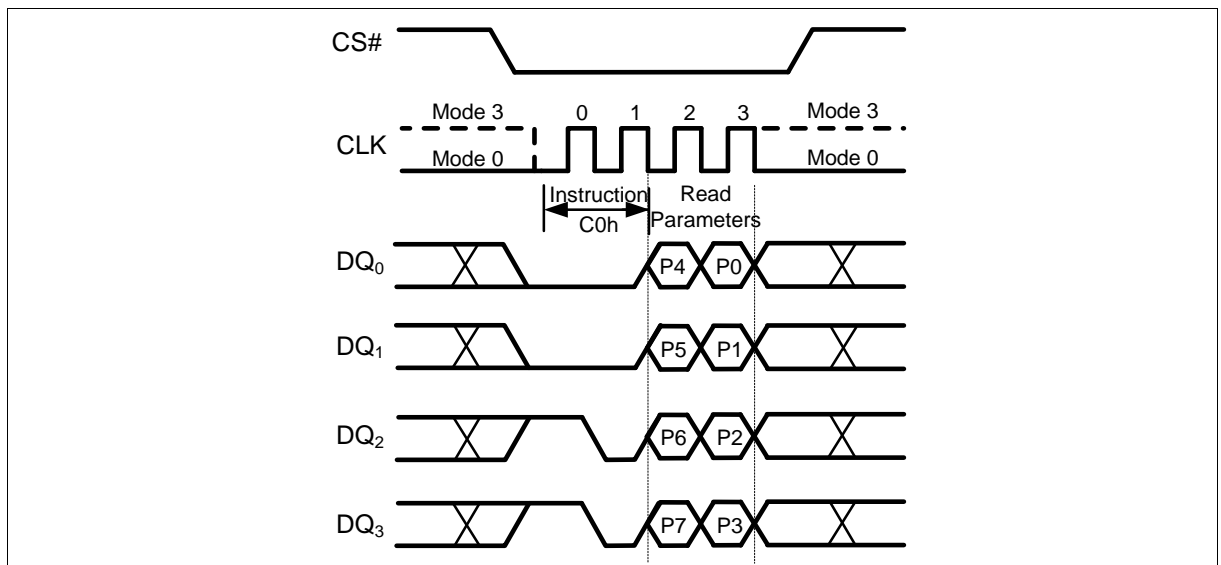 CS#
Mode 3 0 1 2 3 Mode 3
CLK
Mode 0 Mode 0
Instruction Read
C0h Parameters
DQ0 P4 P0
DQ1 P5 P1
DQ2 P6 P2
DQ3 P7 P3